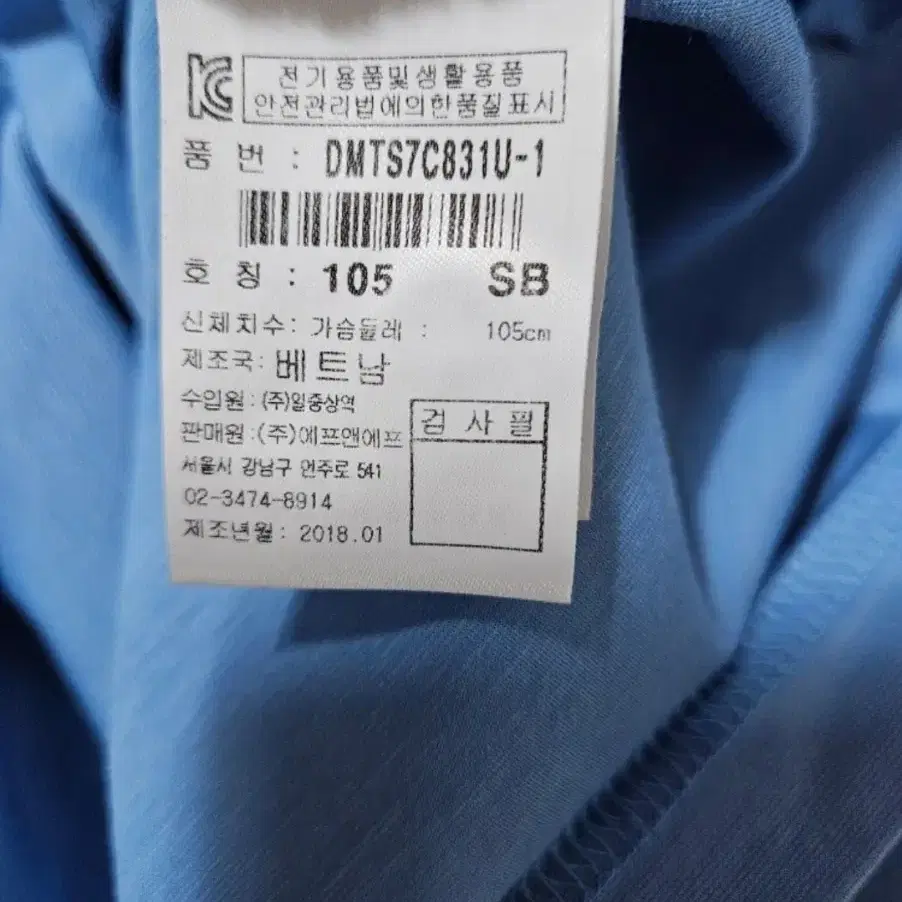 KC 전기용품및생활용품
안전관리법에의한품질표시
품 번 : DMTS7C831U-1
호 칭 : 105 SB
신체치수: 가슴둘레 : 105cm
제조국: 베트남
수입원 : (주)일중상역
판매원 :(주)에프앤에프
서울시 강남구 언주로 541
02-3474-8914
제조년월: 2018.01
검 사 필